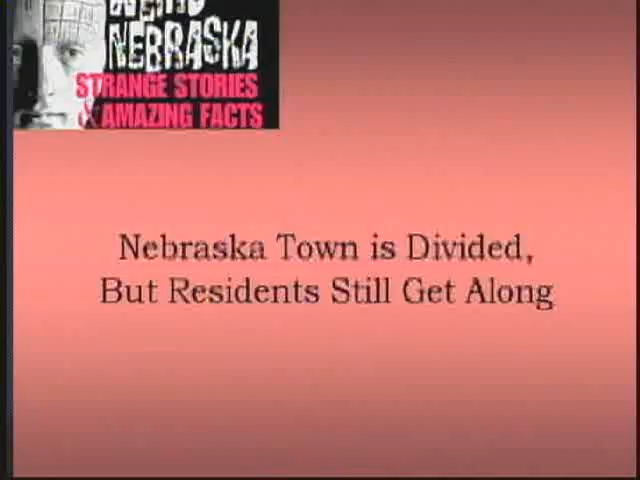 NEBRASKA
STRANGE STORIES
& AMAZING FACTS
Nebraska Town is Divided,
But Residents Still Get Along